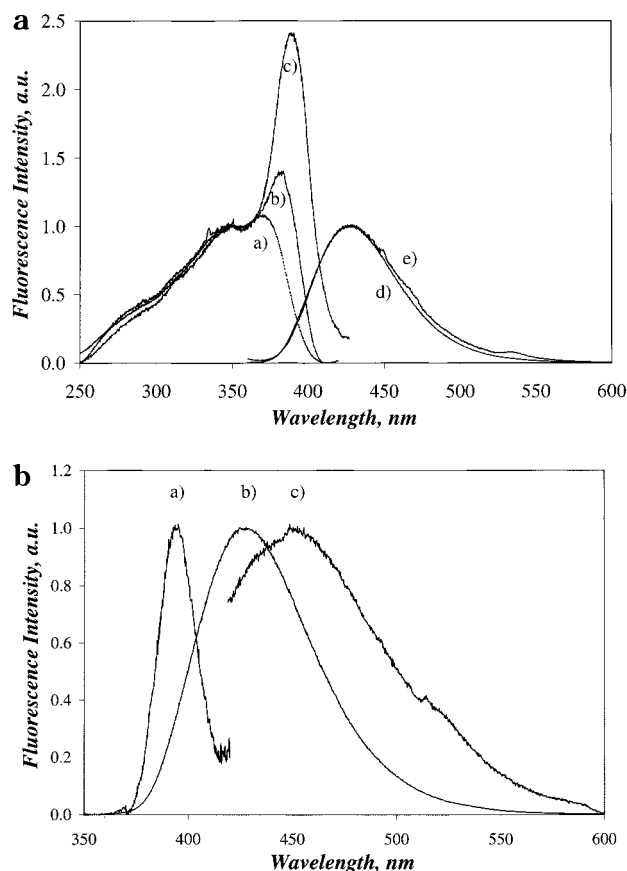 a
2.5
2.0
1.5
1.0
0.5
0.0
Fluorescence Intensity, a.u.
c)
b)
a)
e)
d)
250 300 350 400 450 500 550 600
Wavelength, nm
b
1.2
1.0
0.8
0.6
0.4
0.2
0.0
Fluorescence Intensity, a.u.
a) b) c)
350 400 450 500 550 600
Wavelength, nm